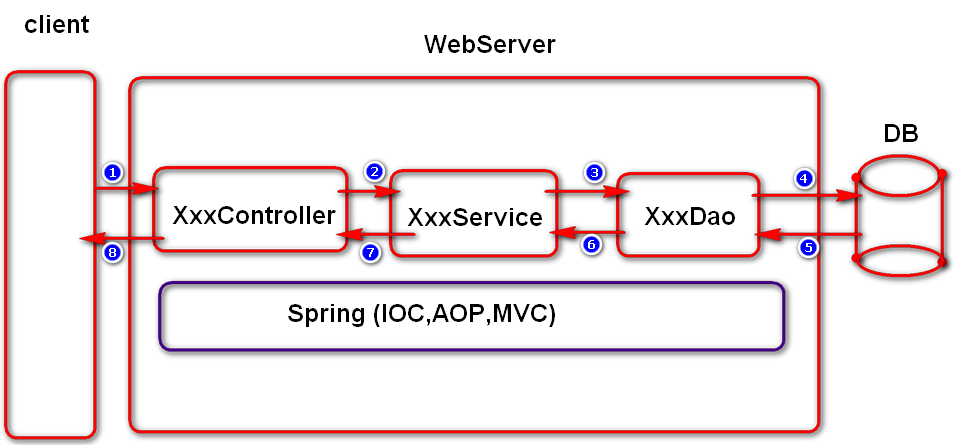 client
WebServer
DB
1
2
3
4
XxxController
XxxService
XxxDao
8
7
6
5
Spring (IOC,AOP,MVC)